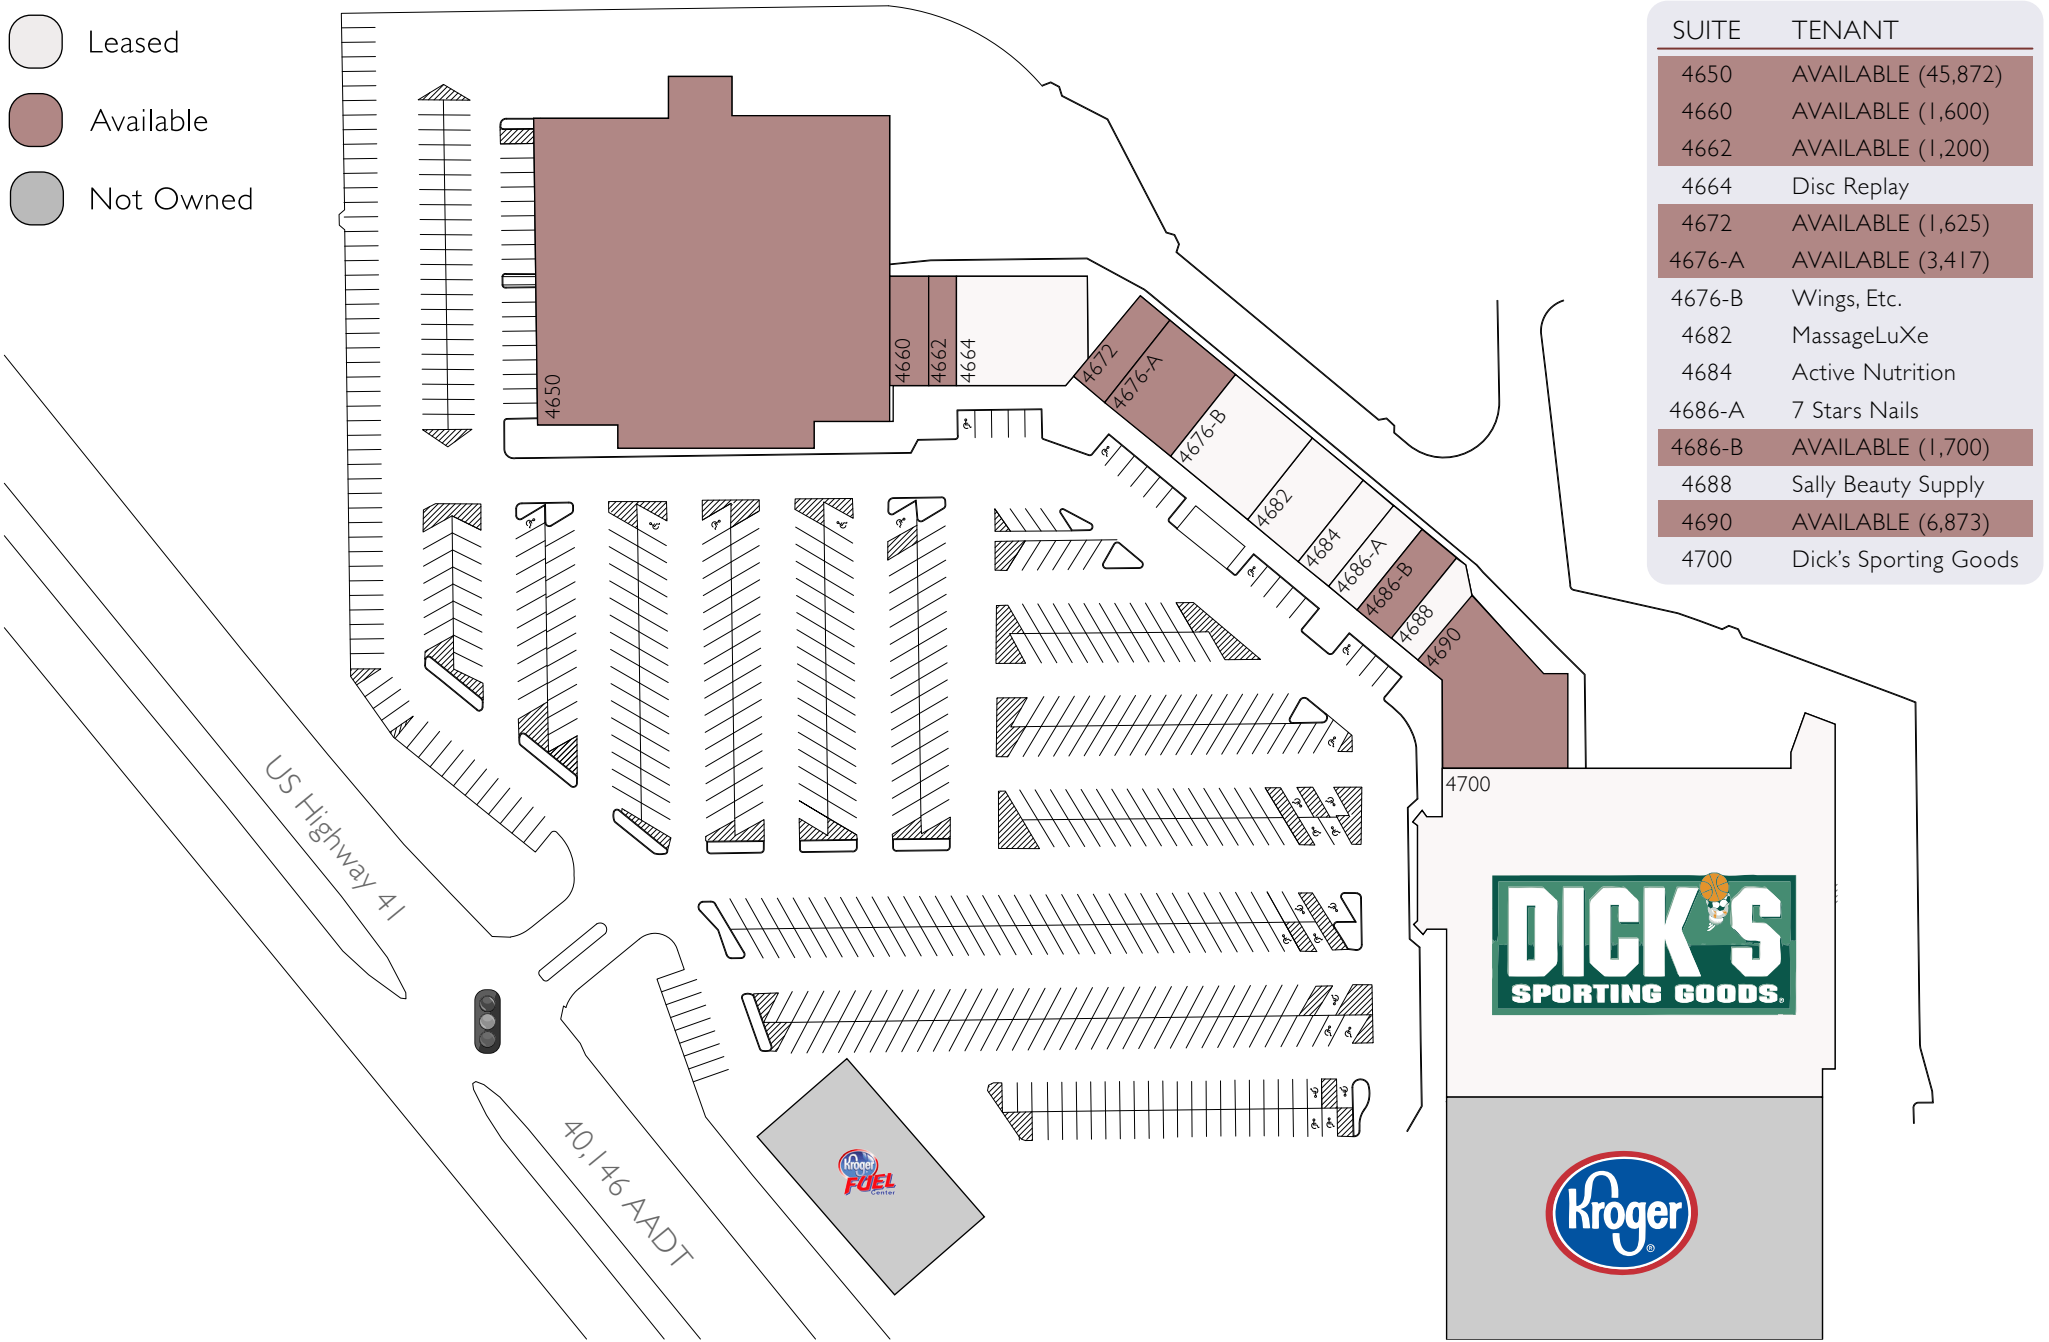 Leased
Available
Not Owned
SUITE TENANT
4650 AVAILABLE (45,872)
4660 AVAILABLE (1,600)
4662 AVAILABLE (1,200)
4664 Disc Replay
4672 AVAILABLE (1,625)
4676-A AVAILABLE (3,417)
4676-B Wings, Etc.
4682 MassageLuXe
4684 Active Nutrition
4686-A 7 Stars Nails
4686-B AVAILABLE (1,700)
4688 Sally Beauty Supply
4690 AVAILABLE (6,873)
4700 Dick's Sporting Goods
4650
4660
4662
4664
4672
4676-A
4676-B
4682
4684
4686-A
4686-B
4688
4690
4700
DICK'S
SPORTING GOODS®
US Highway 41
40,146 AADT
Kroger
FUEL
Center
Kroger®